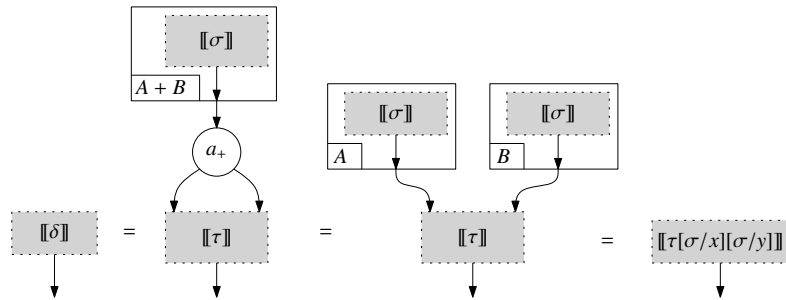 ⟦σ⟧
A + B
⟦σ⟧ ⟦σ⟧
a₊
A B
⟦δ⟧ = ⟦τ⟧ = ⟦τ⟧ = ⟦τ[σ/x][σ/y]⟧